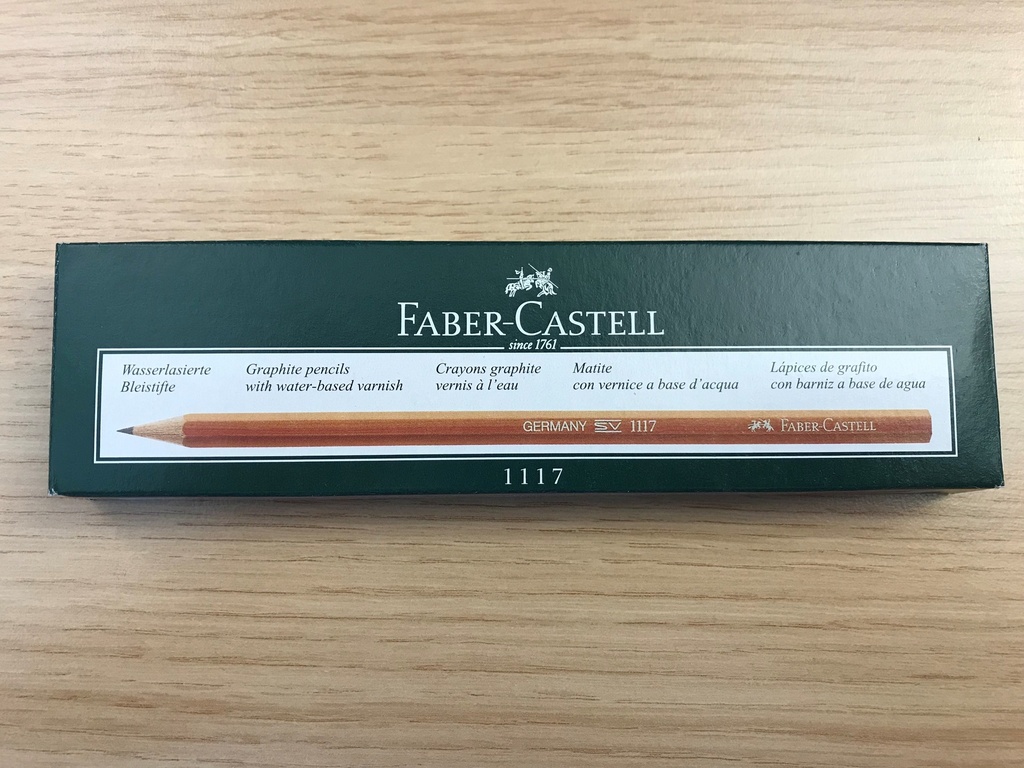 FABER-CASTELL
since 1761
Wasserlasierte
Bleistifte
Graphite pencils
with water-based varnish
Crayons graphite
vernis à l'eau
Matite
con vernice a base d'acqua
Lápices de grafito
con barniz a base de agua
GERMANY SV 1117 FABER-CASTELL
1117